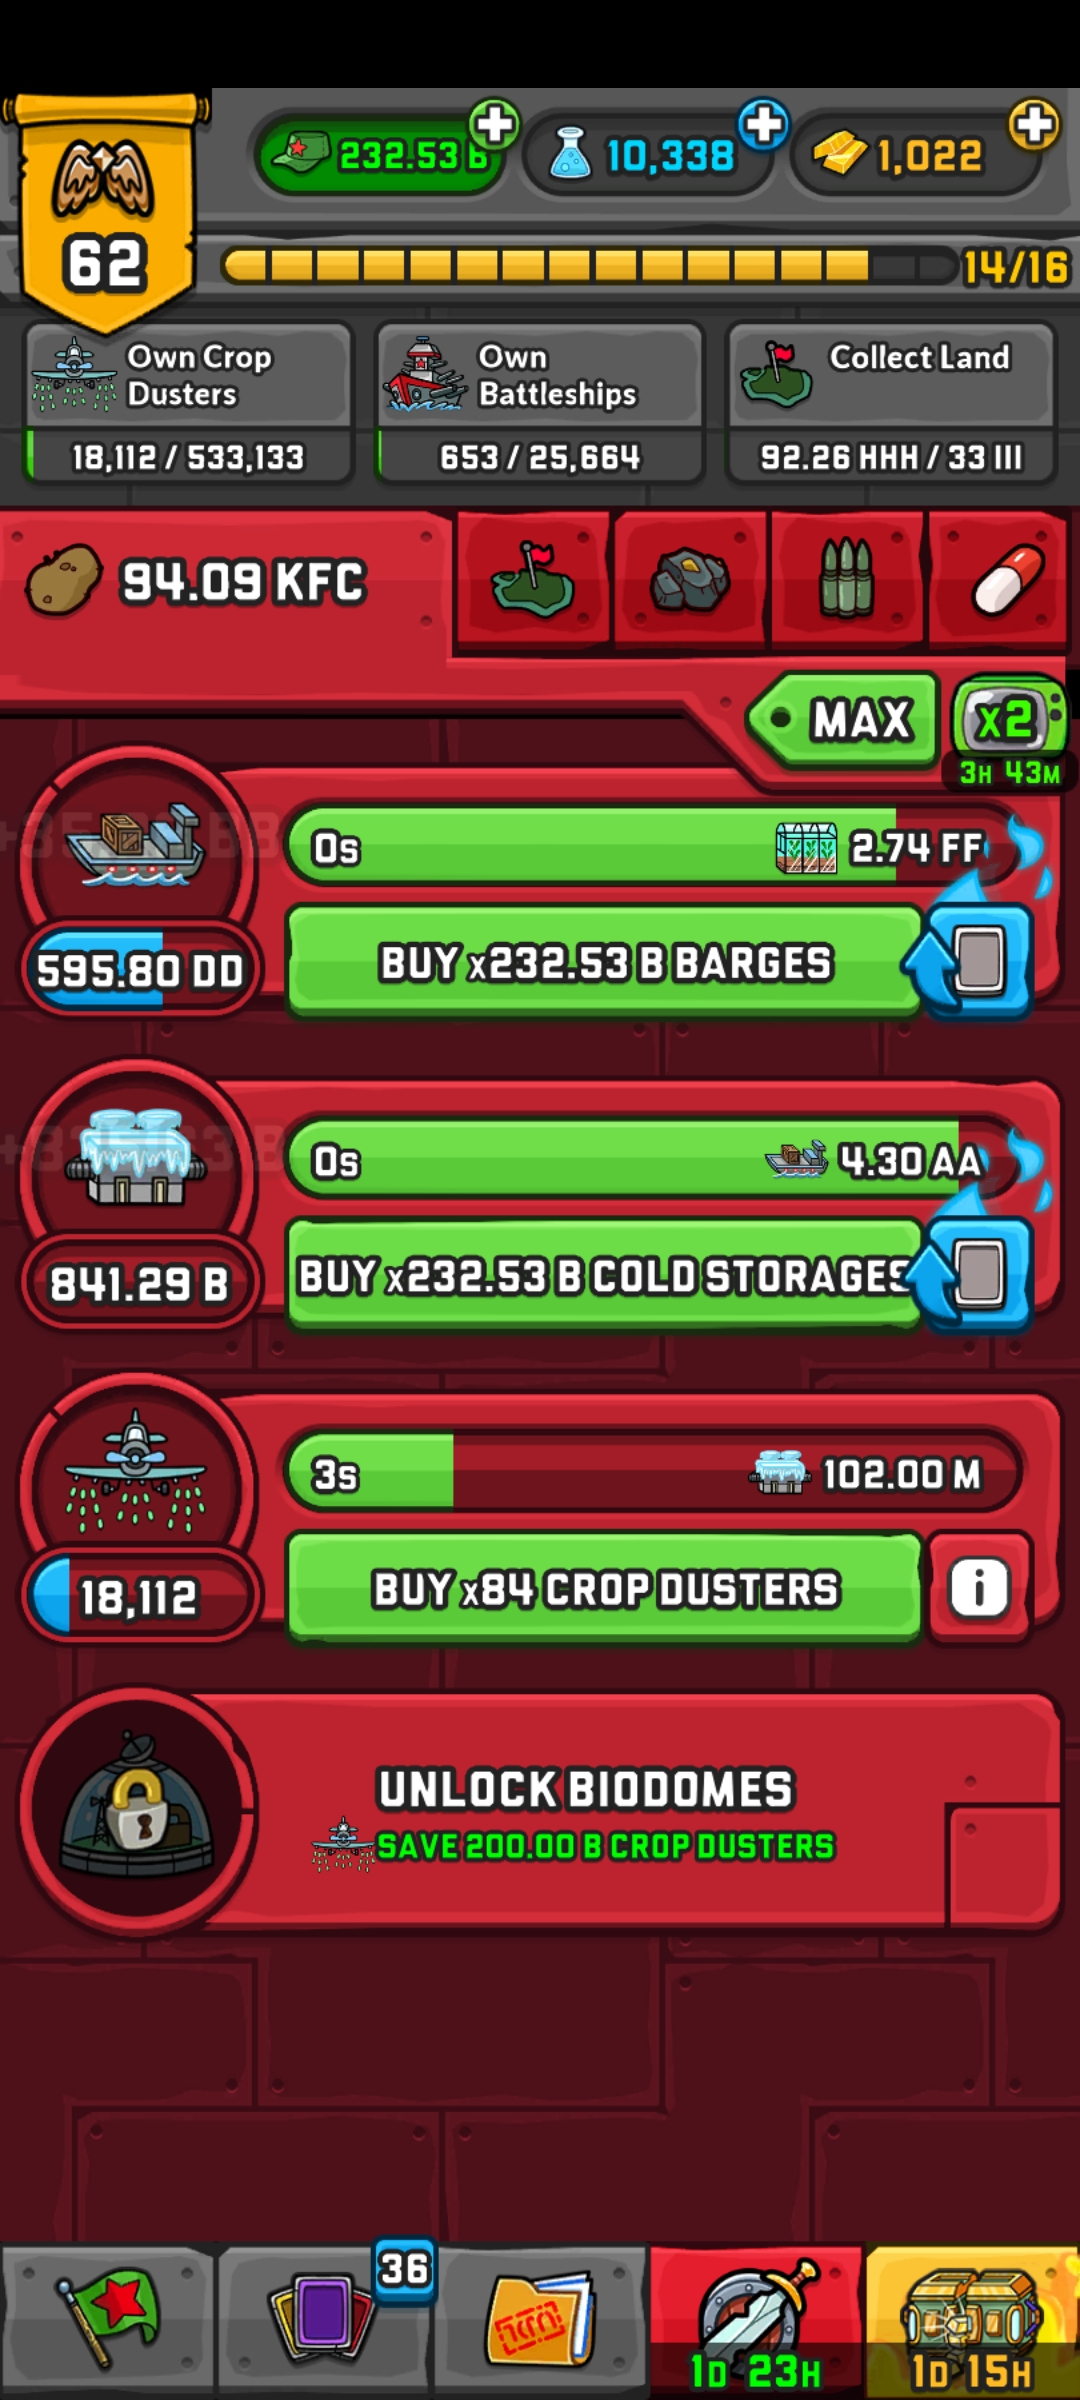 62
232.53 B
10,338
1,022
14/16
Own Crop
Dusters
18,112 / 533,133
Own
Battleships
653 / 25,664
Collect Land
92.26 HHH / 33 III
94.09 KFC
MAX
x2
3H 43M
0s
2.74 FF
595.80 DD
BUY x232.53 B BARGES
0s
4.30 AA
841.29 B
BUY x232.53 B COLD STORAGES
3s
102.00 M
18,112
BUY x84 CROP DUSTERS
i
UNLOCK BIODOMES
SAVE 200.00 B CROP DUSTERS
36
1D 23H
1D 15H